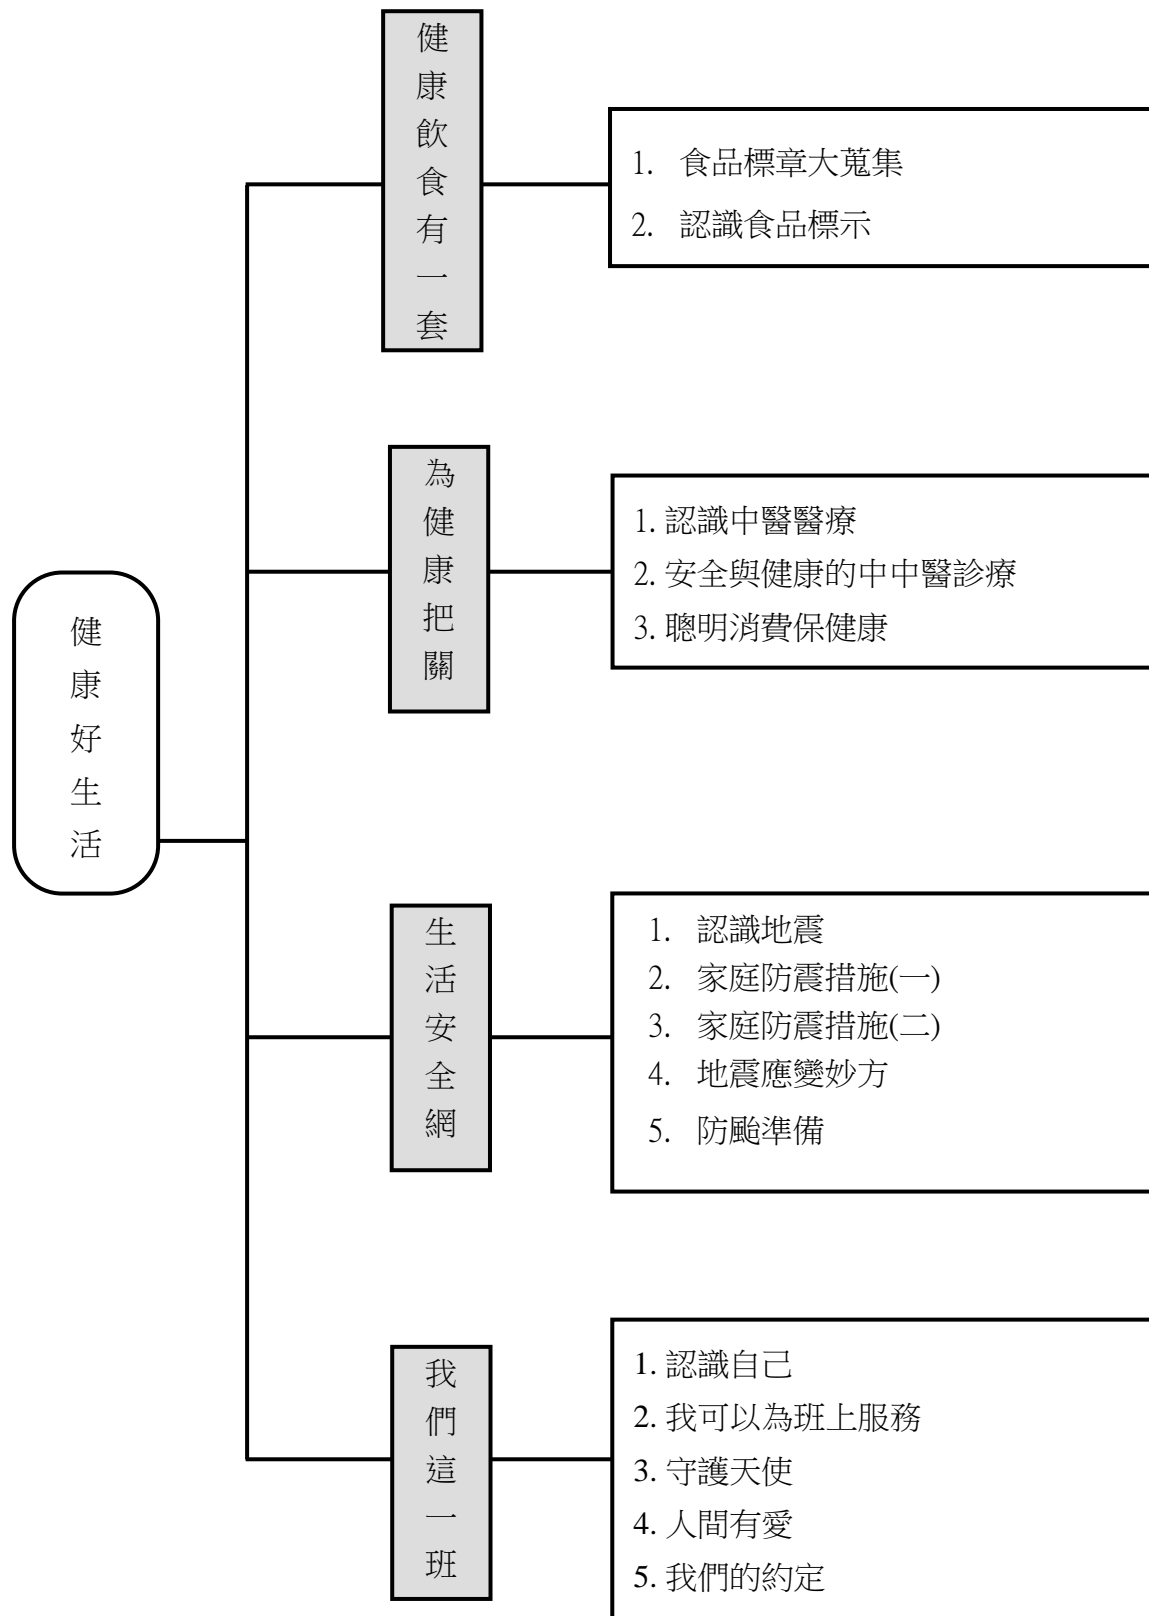 健康好生活
健康飲食有一套
1. 食品標章大蒐集
2. 認識食品標示
為健康把關
1. 認識中醫醫療
2. 安全與健康的中中醫診療
3. 聰明消費保健康
生活安全網
1. 認識地震
2. 家庭防震措施(一)
3. 家庭防震措施(二)
4. 地震應變妙方
5. 防颱準備
我們這一班
1. 認識自己
2. 我可以為班上服務
3. 守護天使
4. 人間有愛
5. 我們的約定